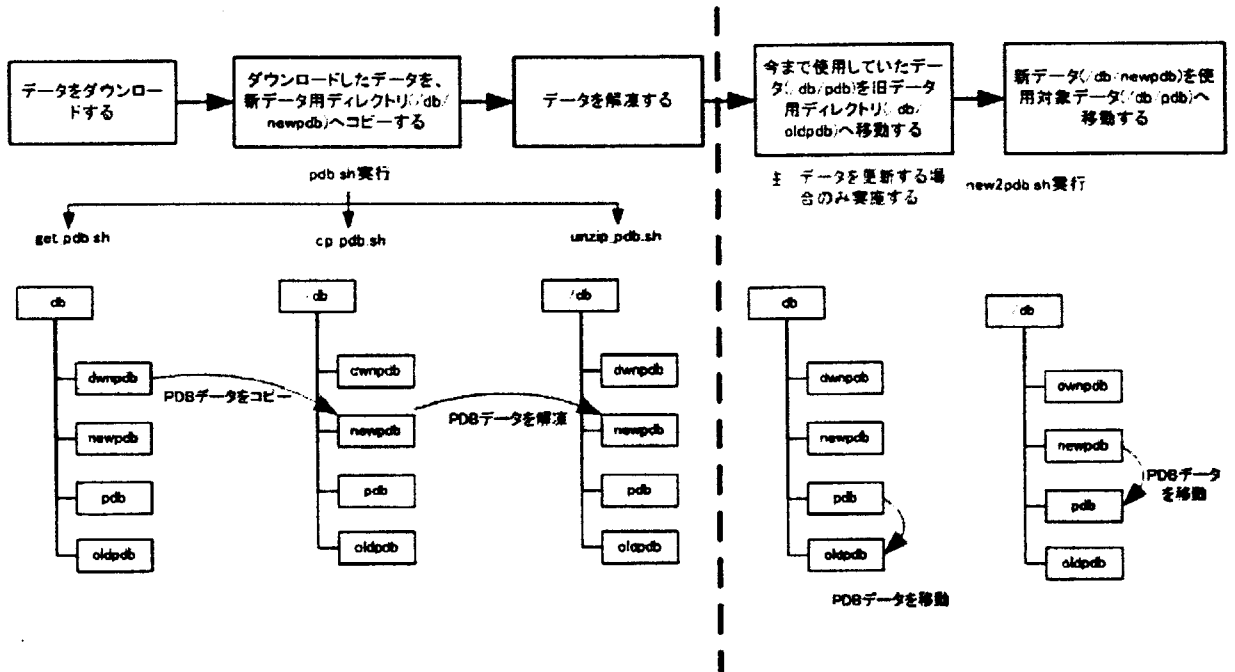 データをダウンロー
ドする
ダウンロードしたデータを、
新データ用ディレクトリ(/db/
newpdb)へコピーする
データを解凍する
今まで使用していたデー
タ(/db/pdb)を旧データ
用ディレクトリ(/db/
oldpdb)へ移動する
新データ(/db/newpdb)を使
用対象データ(/db/pdb)へ
移動する
pdb.sh実行
データを更新する場
合のみ実施する
new2pdb.sh実行
get_pdb.sh
cp_pdb.sh
unzip_pdb.sh
db
dwnpdb
newpdb
pdb
oldpdb
PDBデータをコピー
/db
dwnpdb
newpdb
pdb
oldpdb
PDBデータを解凍
/db
dwnpdb
newpdb
pdb
oldpdb
db
dwnpdb
newpdb
pdb
oldpdb
PDBデータを移動
/db
dwnpdb
newpdb
pdb
oldpdb
PDBデータ
を移動